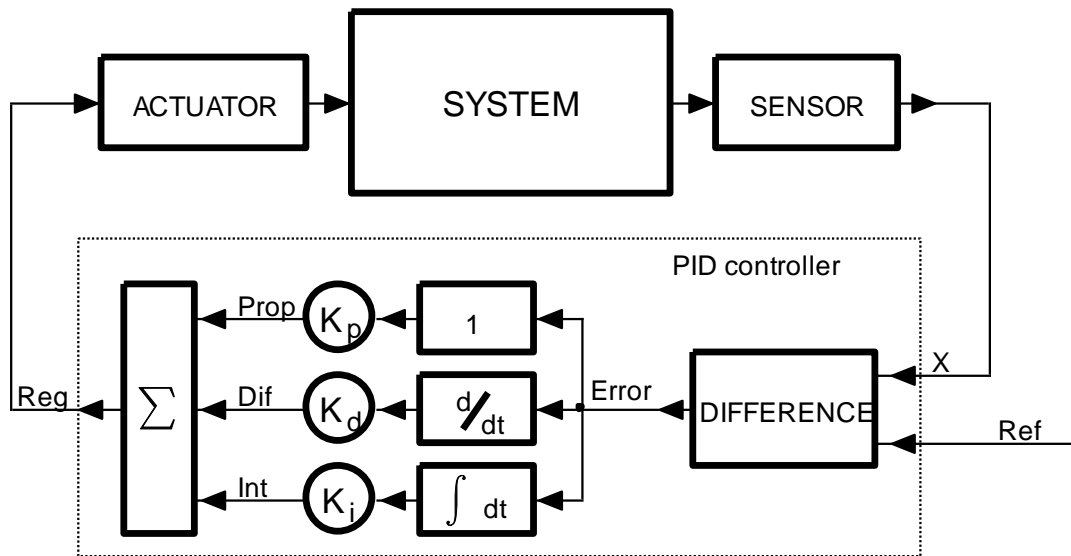 ACTUATOR
SYSTEM
SENSOR
PID controller
Prop
Kp
1
X
Reg
Σ
Dif
Kd
d/dt
Error
DIFFERENCE
Ref
Int
Ki
∫ dt